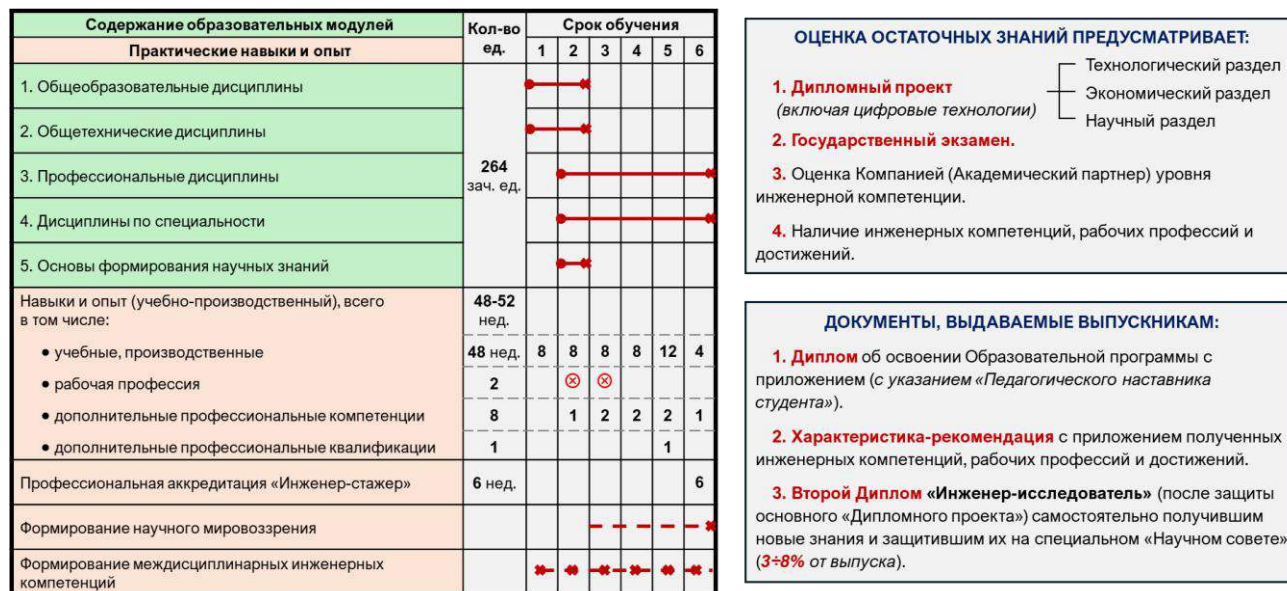 Содержание образовательных модулей
Кол-во
ед.
Срок обучения
Практические навыки и опыт
1 2 3 4 5 6
1. Общеобразовательные дисциплины
2. Общетехнические дисциплины
3. Профессиональные дисциплины
264
зач. ед.
4. Дисциплины по специальности
5. Основы формирования научных знаний
Навыки и опыт (учебно-производственный), всего
в том числе:
48-52
нед.
● учебные, производственные 48 нед. 8 8 8 8 12 4
● рабочая профессия 2
● дополнительные профессиональные компетенции 8 1 2 2 2 1
● дополнительные профессиональные квалификации 1 1
Профессиональная аккредитация «Инженер-стажер» 6 нед. 6
Формирование научного мировоззрения
Формирование междисциплинарных инженерных
компетенций
ОЦЕНКА ОСТАТОЧНЫХ ЗНАНИЙ ПРЕДУСМАТРИВАЕТ:
1. Дипломный проект
(включая цифровые технологии)
Технологический раздел
Экономический раздел
Научный раздел
2. Государственный экзамен.
3. Оценка Компанией (Академический партнер) уровня
инженерной компетенции.
4. Наличие инженерных компетенций, рабочих профессий и
достижений.
ДОКУМЕНТЫ, ВЫДАВАЕМЫЕ ВЫПУСКНИКАМ:
1. Диплом об освоении Образовательной программы с
приложением (с указанием «Педагогического наставника
студента»).
2. Характеристика-рекомендация с приложением полученных
инженерных компетенций, рабочих профессий и достижений.
3. Второй Диплом «Инженер-исследователь» (после защиты
основного «Дипломного проекта») самостоятельно получившим
новые знания и защитившим их на специальном «Научном совете»
(3÷8% от выпуска).